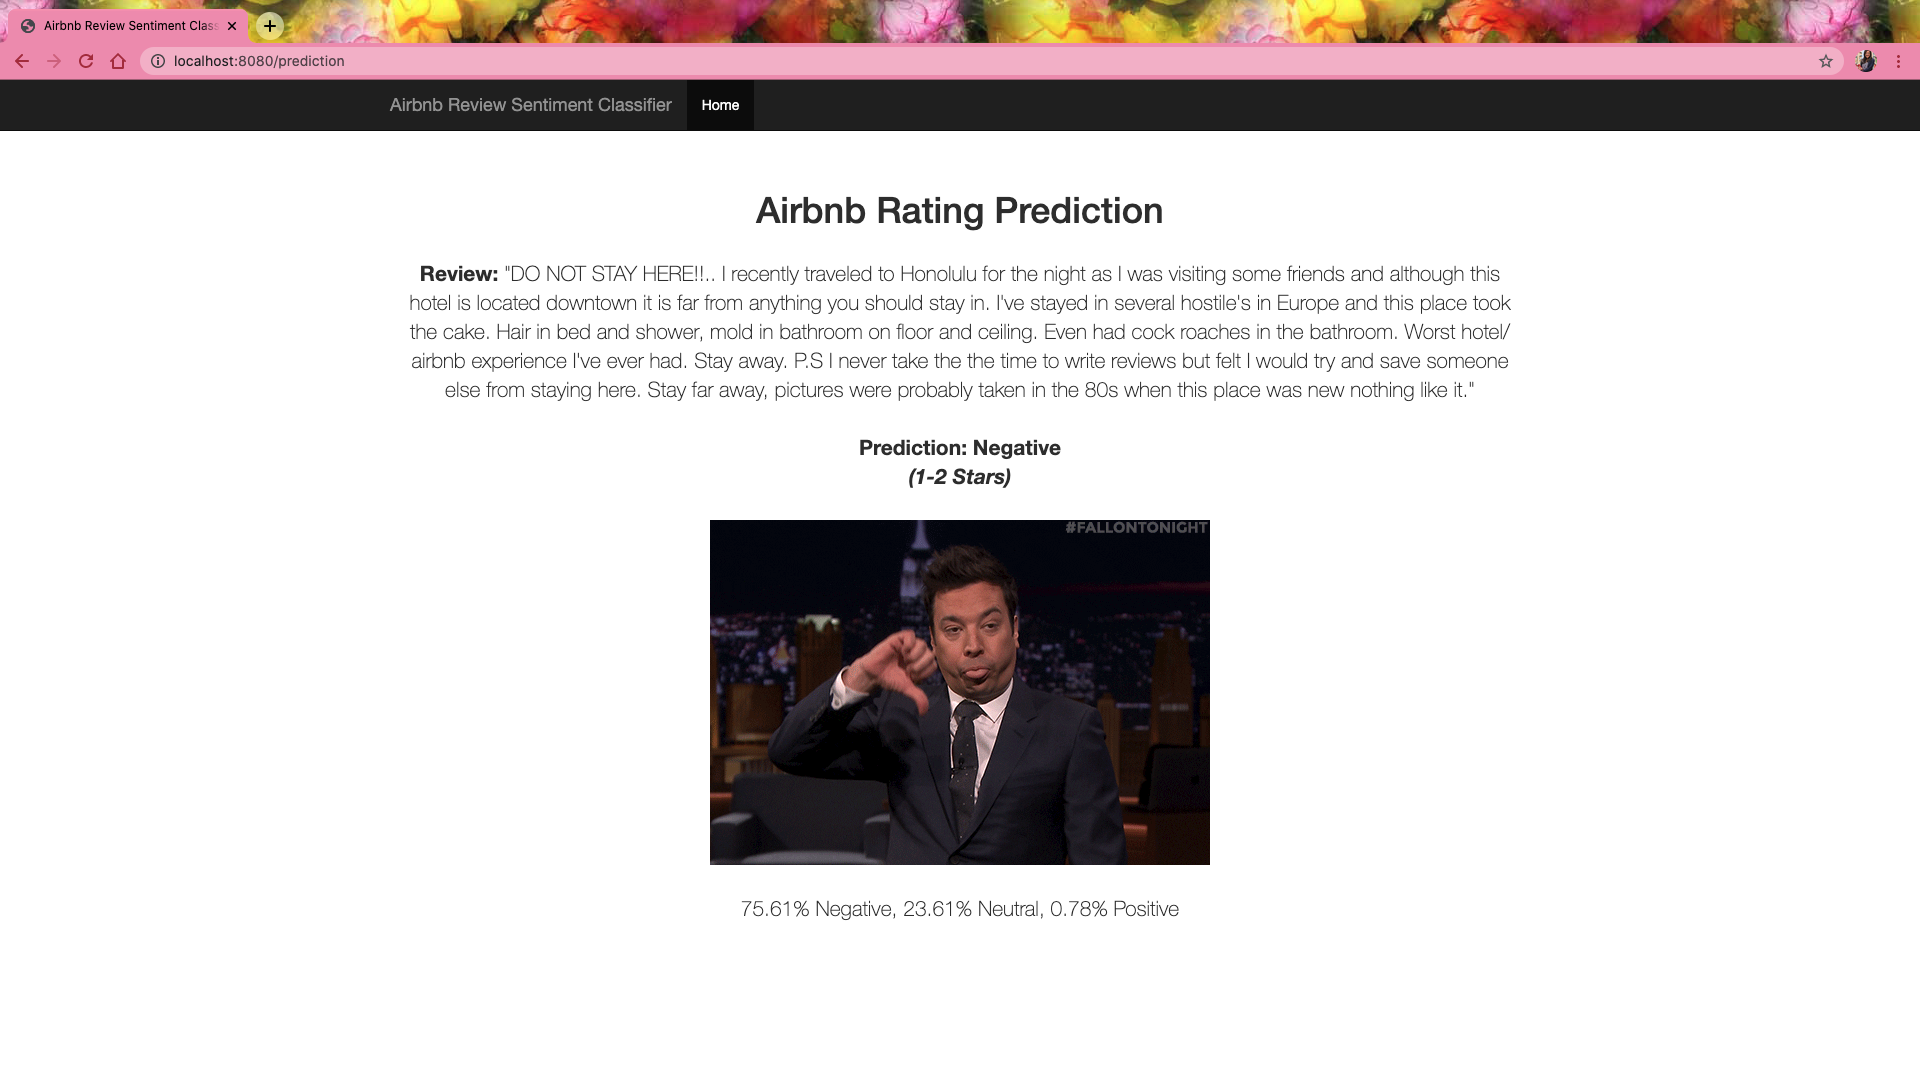 Airbnb Review Sentiment Class
localhost:8080/prediction
Airbnb Review Sentiment Classifier Home
Airbnb Rating Prediction
Review: "DO NOT STAY HERE!!.. I recently traveled to Honolulu for the night as I was visiting some friends and although this
hotel is located downtown it is far from anything you should stay in. I've stayed in several hostile's in Europe and this place took
the cake. Hair in bed and shower, mold in bathroom on floor and ceiling. Even had cock roaches in the bathroom. Worst hotel/
airbnb experience I've ever had. Stay away. P.S I never take the the time to write reviews but felt I would try and save someone
else from staying here. Stay far away, pictures were probably taken in the 80s when this place was new nothing like it."
Prediction: Negative
(1-2 Stars)
#FALLONTONIGHT
75.61% Negative, 23.61% Neutral, 0.78% Positive